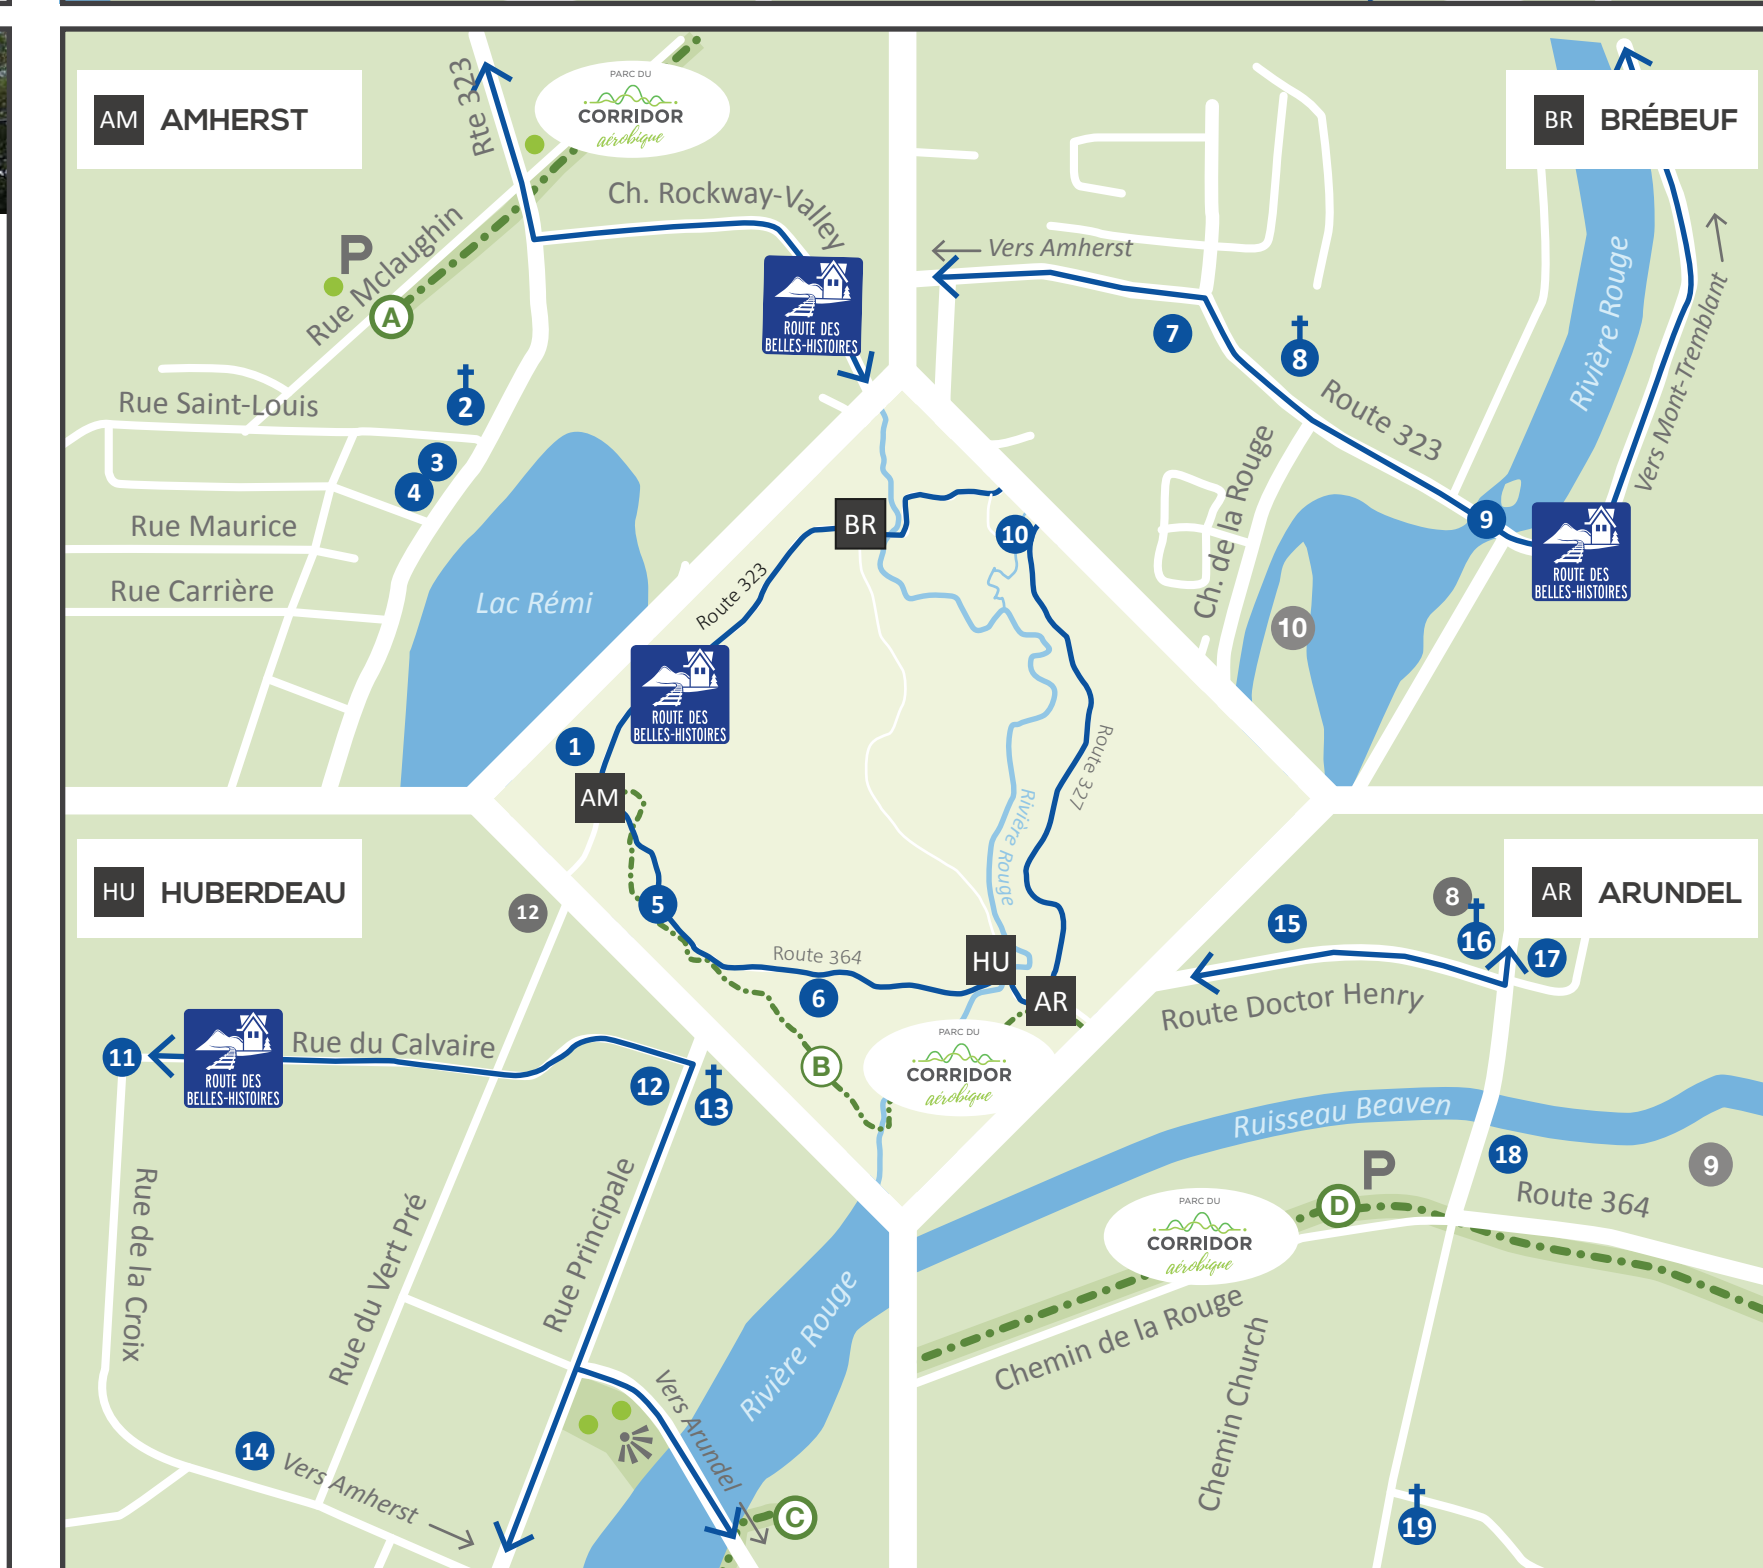 AM AMHERST
Rte 323
PARC DU
CORRIDOR
aérobique
Ch. Rockway-Valley
P
Rue Mclaughin
A
ROUTE DES
BELLES-HISTOIRES
2
Rue Saint-Louis
3
4
Rue Maurice
Rue Carrière
Lac Rémi
BR BRÉBEUF
Vers Amherst
7
8
Route 323
Rivière Rouge
Vers Mont-Tremblant
Ch. de la Rouge
9
ROUTE DES
BELLES-HISTOIRES
10
BR
10
Route 323
ROUTE DES
BELLES-HISTOIRES
1
AM
Route 327
Rivière Rouge
12
5
Route 364
6
HU
AR
B
PARC DU
CORRIDOR
aérobique
HU HUBERDEAU
11
ROUTE DES
BELLES-HISTOIRES
Rue du Calvaire
12
13
Rue de la Croix
Rue du Vert Pré
Rue Principale
Rivière Rouge
Vers Arundel
14
Vers Amherst
C
AR ARUNDEL
8
15
16
17
Route Doctor Henry
Ruisseau Beaven
18
9
P
D
Route 364
PARC DU
CORRIDOR
aérobique
Chemin de la Rouge
Chemin Church
19